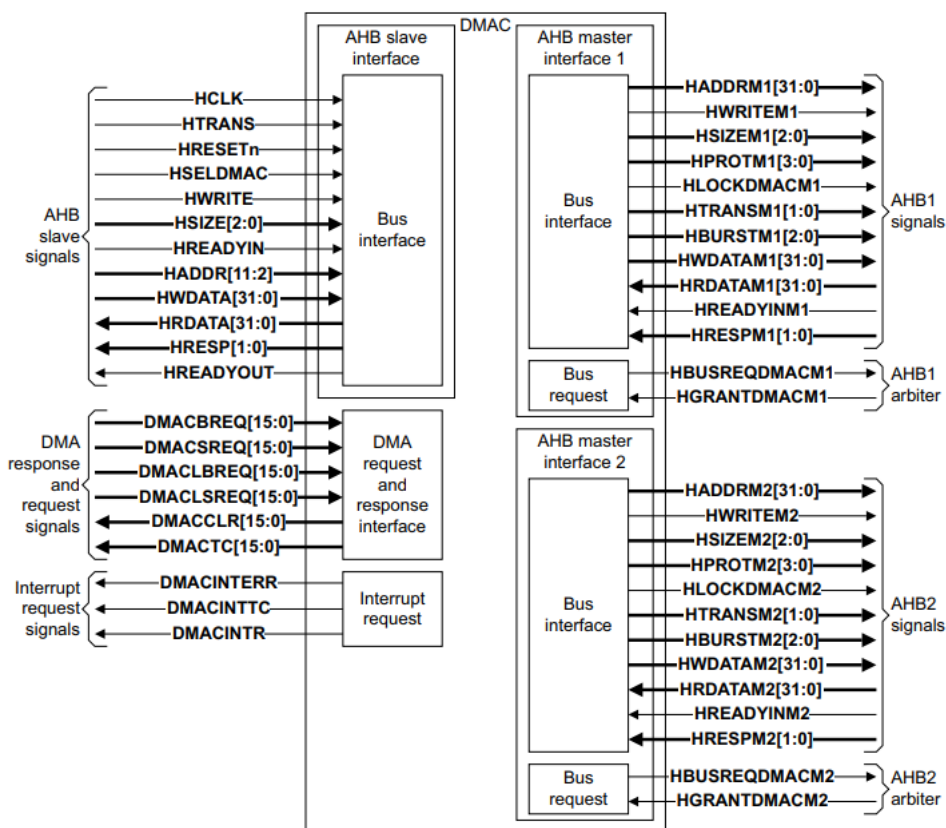 DMAC
AHB slave
interface
HCLK
HTRANS
HRESETn
HSELDMAC
HWRITE
HSIZE[2:0]
HREADYIN
HADDR[11:2]
HWDATA[31:0]
HRDATA[31:0]
HRESP[1:0]
HREADYOUT
AHB
slave
signals
Bus
interface
DMACBREQ[15:0]
DMACSREQ[15:0]
DMACLBREQ[15:0]
DMACLSREQ[15:0]
DMACCLR[15:0]
DMACTC[15:0]
DMA
response
and
request
signals
DMA
request
and
response
interface
DMACINTERR
DMACINTTC
DMACINTR
Interrupt
request
signals
Interrupt
request
AHB master
interface 1
Bus
interface
HADDRM1[31:0]
HWRITEM1
HSIZEM1[2:0]
HPROTM1[3:0]
HLOCKDMACM1
HTRANSM1[1:0]
HBURSTM1[2:0]
HWDATAM1[31:0]
HRDATAM1[31:0]
HREADYINM1
HRESPM1[1:0]
AHB1
signals
Bus
request
HBUSREQDMACM1
HGRANTDMACM1
AHB1
arbiter
AHB master
interface 2
Bus
interface
HADDRM2[31:0]
HWRITEM2
HSIZEM2[2:0]
HPROTM2[3:0]
HLOCKDMACM2
HTRANSM2[1:0]
HBURSTM2[2:0]
HWDATAM2[31:0]
HRDATAM2[31:0]
HREADYINM2
HRESPM2[1:0]
AHB2
signals
Bus
request
HBUSREQDMACM2
HGRANTDMACM2
AHB2
arbiter